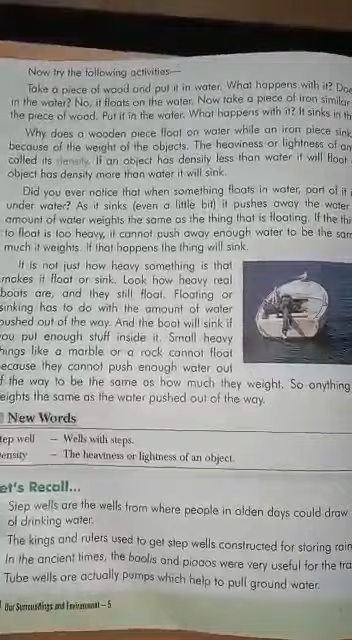 Now try the following activities—
Take a piece of wood and put it in water. What happens with it? Does
in the water? No, it floats on the water. Now take a piece of iron similar
the piece of wood. Put it in the water. What happens with it? It sinks in th
Why does a wooden piece float on water while an iron piece sink
because of the weight of the objects. The heaviness or lightness of an
called its density. If an object has density less than water it will float
object has density more than water it will sink.
Did you ever notice that when something floats in water, part of it
under water? As it sinks (even a little bit) it pushes away the water
amount of water weights the same as the thing that is floating. If the thi
to float is too heavy, it cannot push away enough water to be the sam
much it weights. If that happens the thing will sink.
It is not just how heavy something is that
makes it float or sink. Look how heavy real
boats are, and they still float. Floating or
sinking has to do with the amount of water
pushed out of the way. And the boat will sink if
you put enough stuff inside it. Small heavy
hings like a marble or a rock cannot float
ecause they cannot push enough water out
f the way to be the same as how much they weight. So anything
eights the same as the water pushed out of the way.
New Words
tep well – Wells with steps.
ensity – The heaviness or lightness of an object.
et's Recall...
Step wells are the wells from where people in olden days could draw
of drinking water.
The kings and rulers used to get step wells constructed for storing rain
In the ancient times, the baolis and piaaos were very useful for the tra
Tube wells are actually pumps which help to pull ground water.
Our Surroundings and Environment – 5